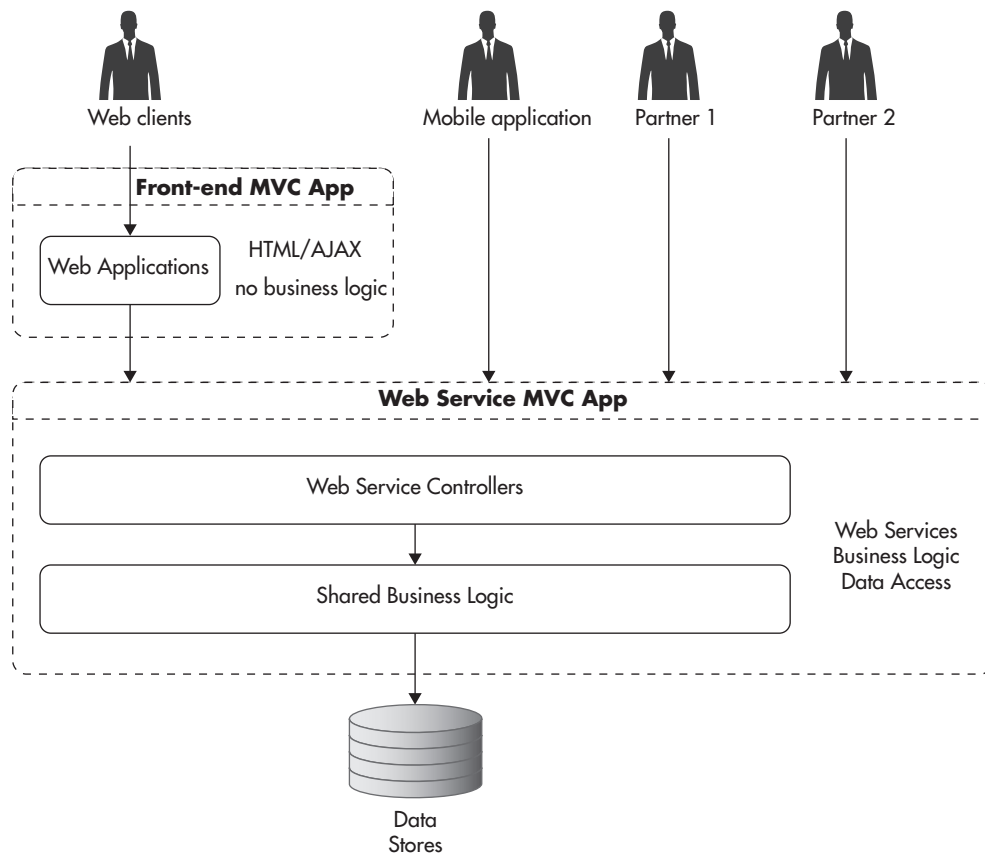 Web clients
Mobile application
Partner 1
Partner 2
Front-end MVC App
Web Applications
HTML/AJAX
no business logic
Web Service MVC App
Web Service Controllers
Shared Business Logic
Web Services
Business Logic
Data Access
Data
Stores